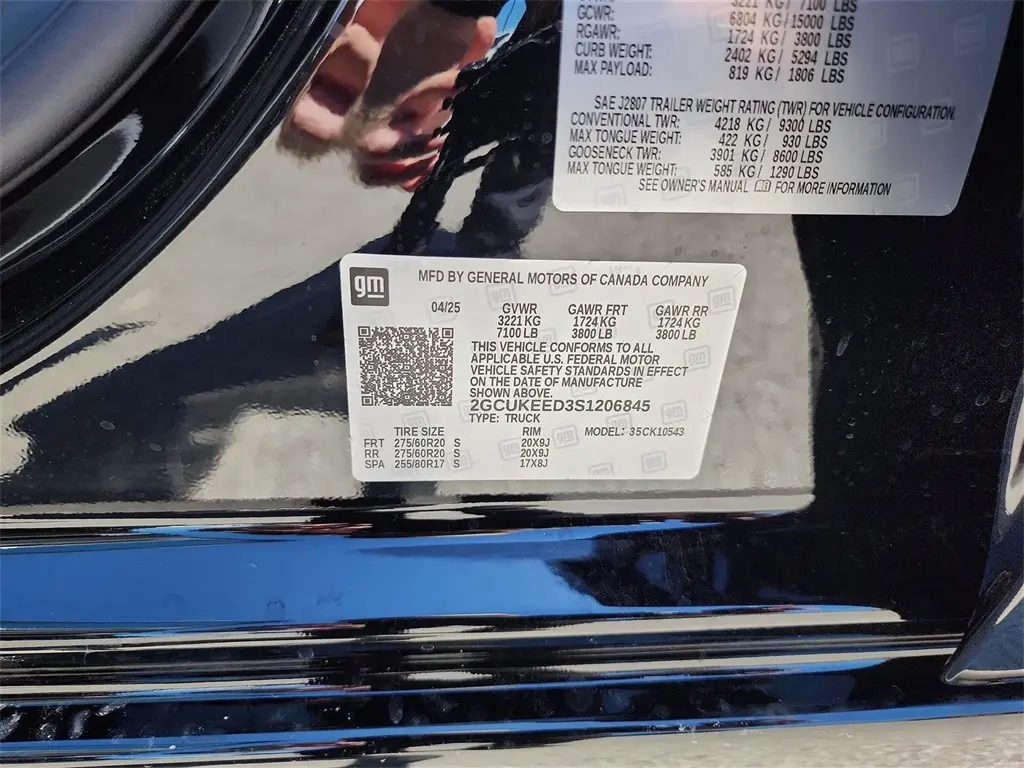 3221 KG/ 7100 LBS
GCWR: 6804 KG/15000 LBS
RGAWR: 1724 KG/ 3800 LBS
CURB WEIGHT: 2402 KG/ 5294 LBS
MAX PAYLOAD: 819 KG/ 1806 LBS
SAE J2807 TRAILER WEIGHT RATING (TWR) FOR VEHICLE CONFIGURATION.
CONVENTIONAL TWR: 4218 KG/ 9300 LBS
MAX TONGUE WEIGHT: 422 KG/ 930 LBS
GOOSENECK TWR: 3901 KG/ 8600 LBS
MAX TONGUE WEIGHT: 585 KG/ 1290 LBS
SEE OWNER'S MANUAL FOR MORE INFORMATION
gm MFD BY GENERAL MOTORS OF CANADA COMPANY
04/25 GVWR GAWR FRT GAWR RR
3221 KG 1724 KG 1724 KG
7100 LB 3800 LB 3800 LB
THIS VEHICLE CONFORMS TO ALL
APPLICABLE U.S. FEDERAL MOTOR
VEHICLE SAFETY STANDARDS IN EFFECT
ON THE DATE OF MANUFACTURE
SHOWN ABOVE.
2GCUKEED3S1206845
TYPE: TRUCK
TIRE SIZE RIM MODEL: 35CK10543
FRT 275/60R20 S 20X9J
RR 275/60R20 S 20X9J
SPA 255/80R17 S 17X8J